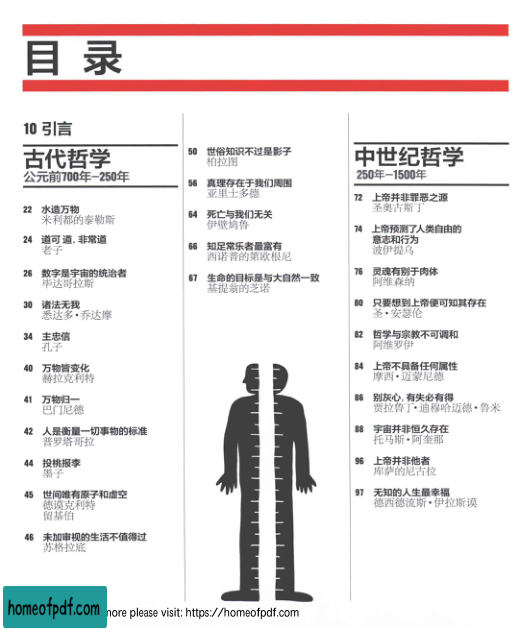 目 录
10 引言
古代哲学
公元前700年—250年
22 水造万物
米利都的泰勒斯
24 道可道，非常道
老子
26 数字是宇宙的统治者
毕达哥拉斯
30 诸法无我
悉达多·乔达摩
34 主忠信
孔子
40 万物皆变化
赫拉克利特
41 万物归一
巴门尼德
42 人是衡量一切事物的标准
普罗塔哥拉
44 投桃报李
墨子
45 世间唯有原子和虚空
德谟克利特
留基伯
46 未加审视的生活不值得过
苏格拉底
50 世俗知识不过是影子
柏拉图
56 真理存在于我们周围
亚里士多德
64 死亡与我们无关
伊壁鸠鲁
66 知足常乐者最富有
西诺普的第欧根尼
67 生命的目标是与大自然一致
基提翁的芝诺
中世纪哲学
250年—1500年
72 上帝并非罪恶之源
圣奥古斯丁
74 上帝预测了人类自由的
意志和行为
波伊提乌
76 灵魂有别于肉体
阿维森纳
80 只要想到上帝便可知其存在
圣·安瑟伦
82 哲学与宗教不可调和
阿维罗伊
84 上帝不具备任何属性
摩西·迈蒙尼德
86 别灰心，有失必有得
贾拉鲁丁·迪穆哈迈德·鲁米
88 宇宙并非恒久存在
托马斯·阿奎那
96 上帝并非他者
库萨的尼古拉
97 无知的人生最幸福
德西德流斯·伊拉斯谟
homeofpdf.com
more please visit: https://homeofpdf.com